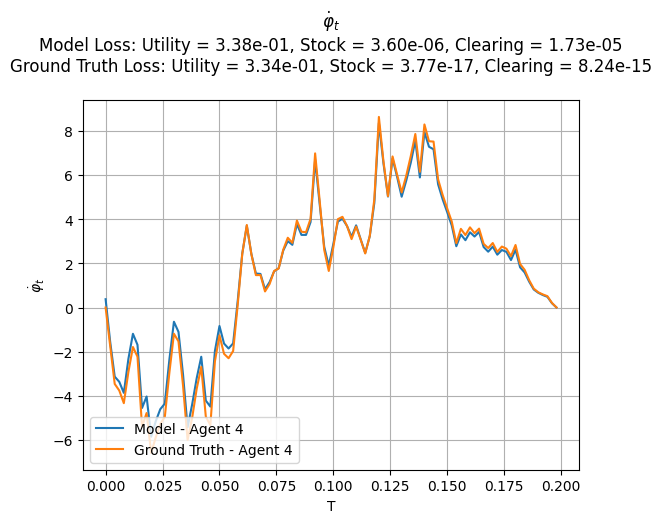 φ̇ₜ
Model Loss: Utility = 3.38e-01, Stock = 3.60e-06, Clearing = 1.73e-05
Ground Truth Loss: Utility = 3.34e-01, Stock = 3.77e-17, Clearing = 8.24e-15
8
6
4
2
0
−2
−4
−6
φ̇ₜ
Model - Agent 4
Ground Truth - Agent 4
0.000 0.025 0.050 0.075 0.100 0.125 0.150 0.175 0.200
T